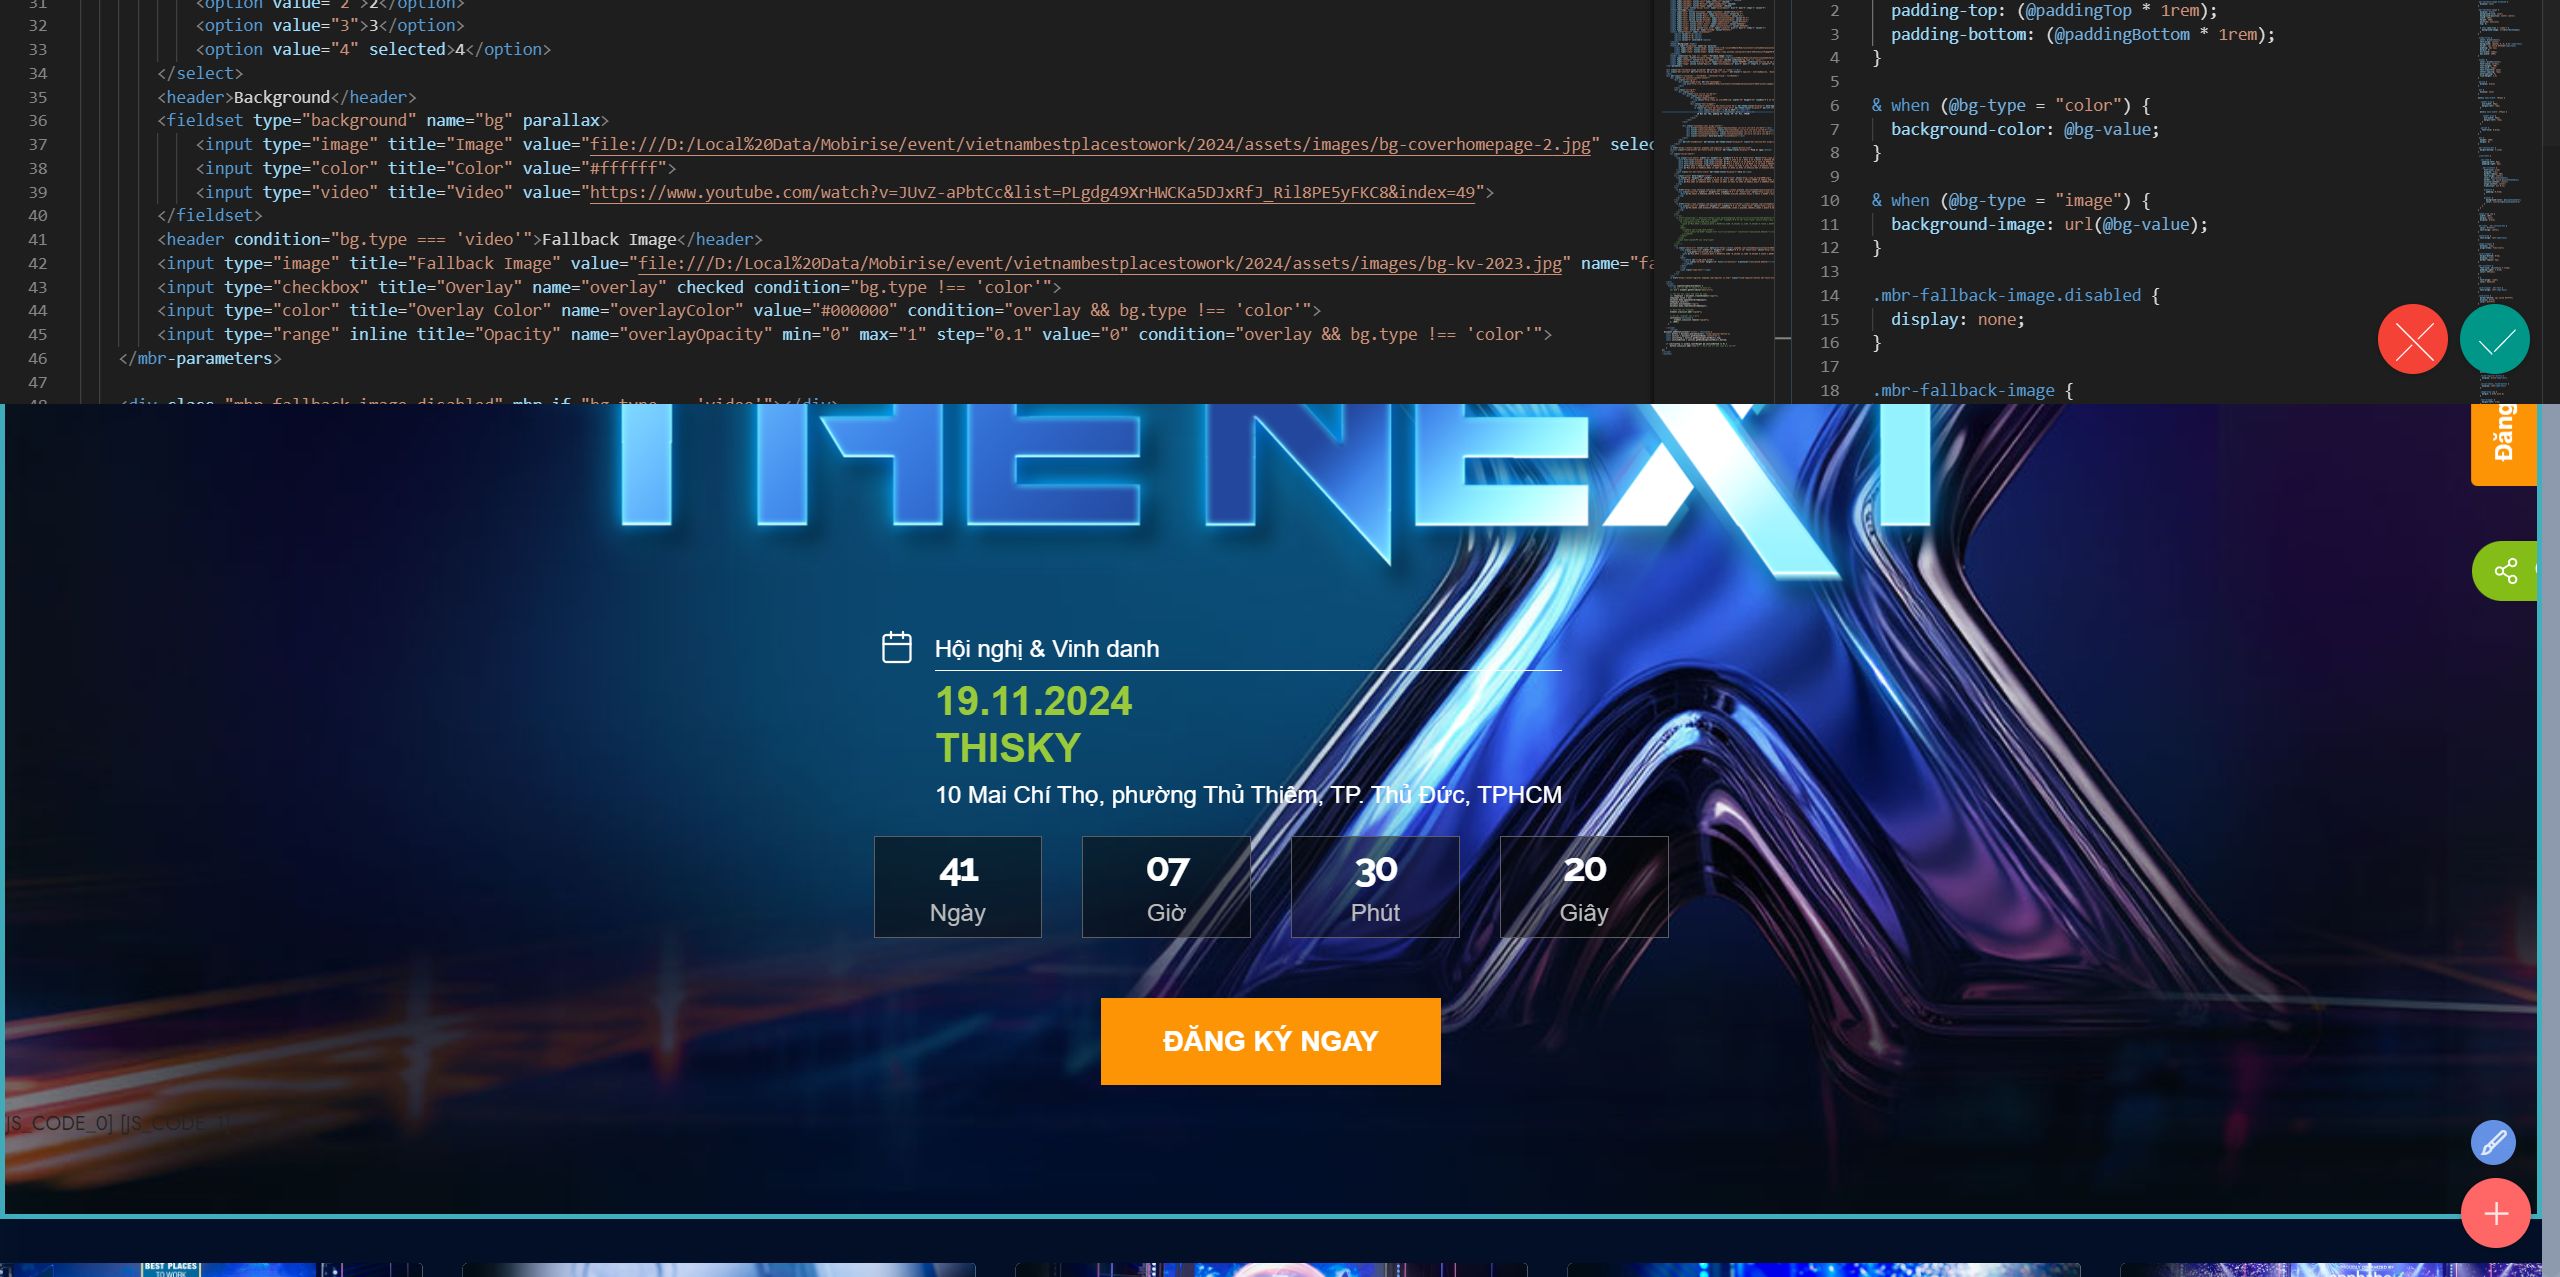 31 <option value="2">2</option>
32 <option value="3">3</option>
33 <option value="4" selected>4</option>
34 </select>
35 <header>Background</header>
36 <fieldset type="background" name="bg" parallax>
37 <input type="image" title="Image" value="file:///D:/Local%20Data/Mobirise/event/vietnambestplacestowork/2024/assets/images/bg-coverhomepage-2.jpg" selec
38 <input type="color" title="Color" value="#ffffff">
39 <input type="video" title="Video" value="https://www.youtube.com/watch?v=JUvZ-aPbtCc&list=PLgdg49XrHWCKa5DJxRfJ_Ril8PE5yFKC8&index=49">
40 </fieldset>
41 <header condition="bg.type === 'video'">Fallback Image</header>
42 <input type="image" title="Fallback Image" value="file:///D:/Local%20Data/Mobirise/event/vietnambestplacestowork/2024/assets/images/bg-kv-2023.jpg" name="fa
43 <input type="checkbox" title="Overlay" name="overlay" checked condition="bg.type !== 'color'">
44 <input type="color" title="Overlay Color" name="overlayColor" value="#000000" condition="overlay && bg.type !== 'color'">
45 <input type="range" inline title="Opacity" name="overlayOpacity" min="0" max="1" step="0.1" value="0" condition="overlay && bg.type !== 'color'">
46 </mbr-parameters>
47
2 padding-top: (@paddingTop * 1rem);
3 padding-bottom: (@paddingBottom * 1rem);
4 }
5
6 & when (@bg-type = "color") {
7 background-color: @bg-value;
8 }
9
10 & when (@bg-type = "image") {
11 background-image: url(@bg-value);
12 }
13
14 .mbr-fallback-image.disabled {
15 display: none;
16 }
17
18 .mbr-fallback-image {
THE NEXT
Đăng
Hội nghị & Vinh danh
19.11.2024
THISKY
10 Mai Chí Thọ, phường Thủ Thiêm, TP. Thủ Đức, TPHCM
41 07 30 20
Ngày Giờ Phút Giây
ĐĂNG KÝ NGAY
[JS_CODE_0] [JS_CODE_1]
BEST PLACES
TO WORK